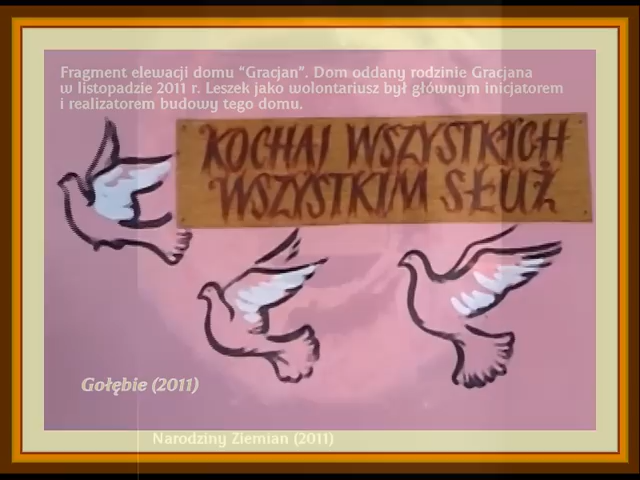 Fragment elewacji domu "Gracjan". Dom oddany rodzinie Gracjana
w listopadzie 2011 r. Leszek jako wolontariusz był głównym inicjatorem
i realizatorem budowy tego domu.
KOCHAJ WSZYSTKICH
WSZYSTKIM SŁUŻ
Gołębie (2011)
Narodziny Ziemian (2011)